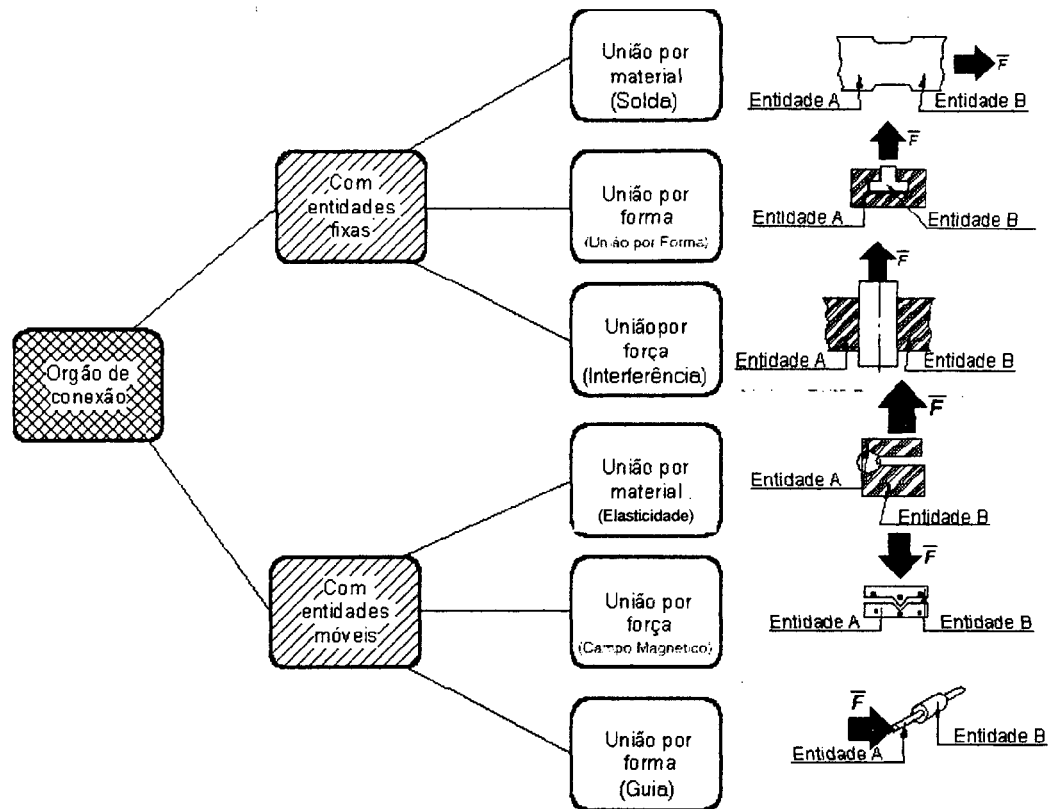 União por
material
(Solda)
F
Entidade A
Entidade B
Com
entidades
fixas
União por
forma
(União por Forma)
F
Entidade A
Entidade B
Uniãopor
força
(Interferência)
F
Entidade A
Entidade B
Orgão de
conexão
União por
material
(Elasticidade)
F
Entidade A
Entidade B
Com
entidades
móveis
União por
força
(Campo Magnetico)
F
Entidade A
Entidade B
União por
forma
(Guia)
F
Entidade A
Entidade B